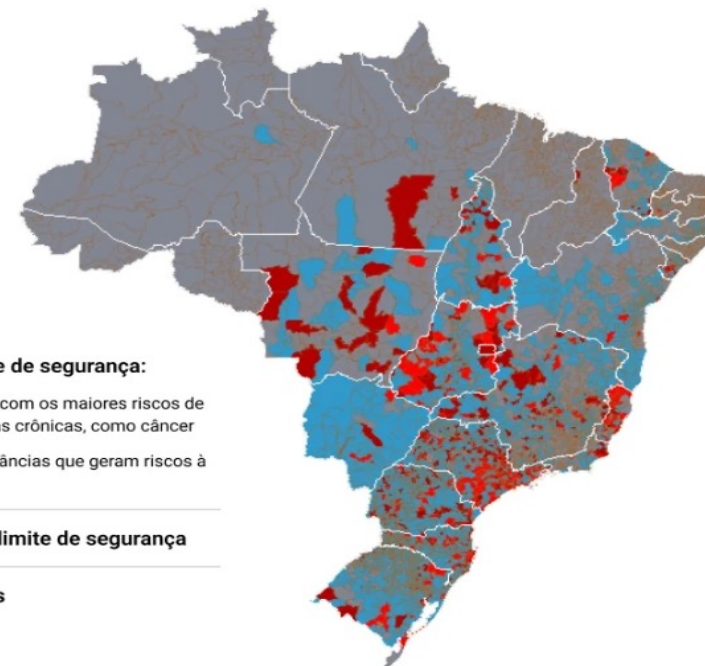 e de segurança:
com os maiores riscos de
as crônicas, como câncer
âncias que geram riscos à
limite de segurança
s